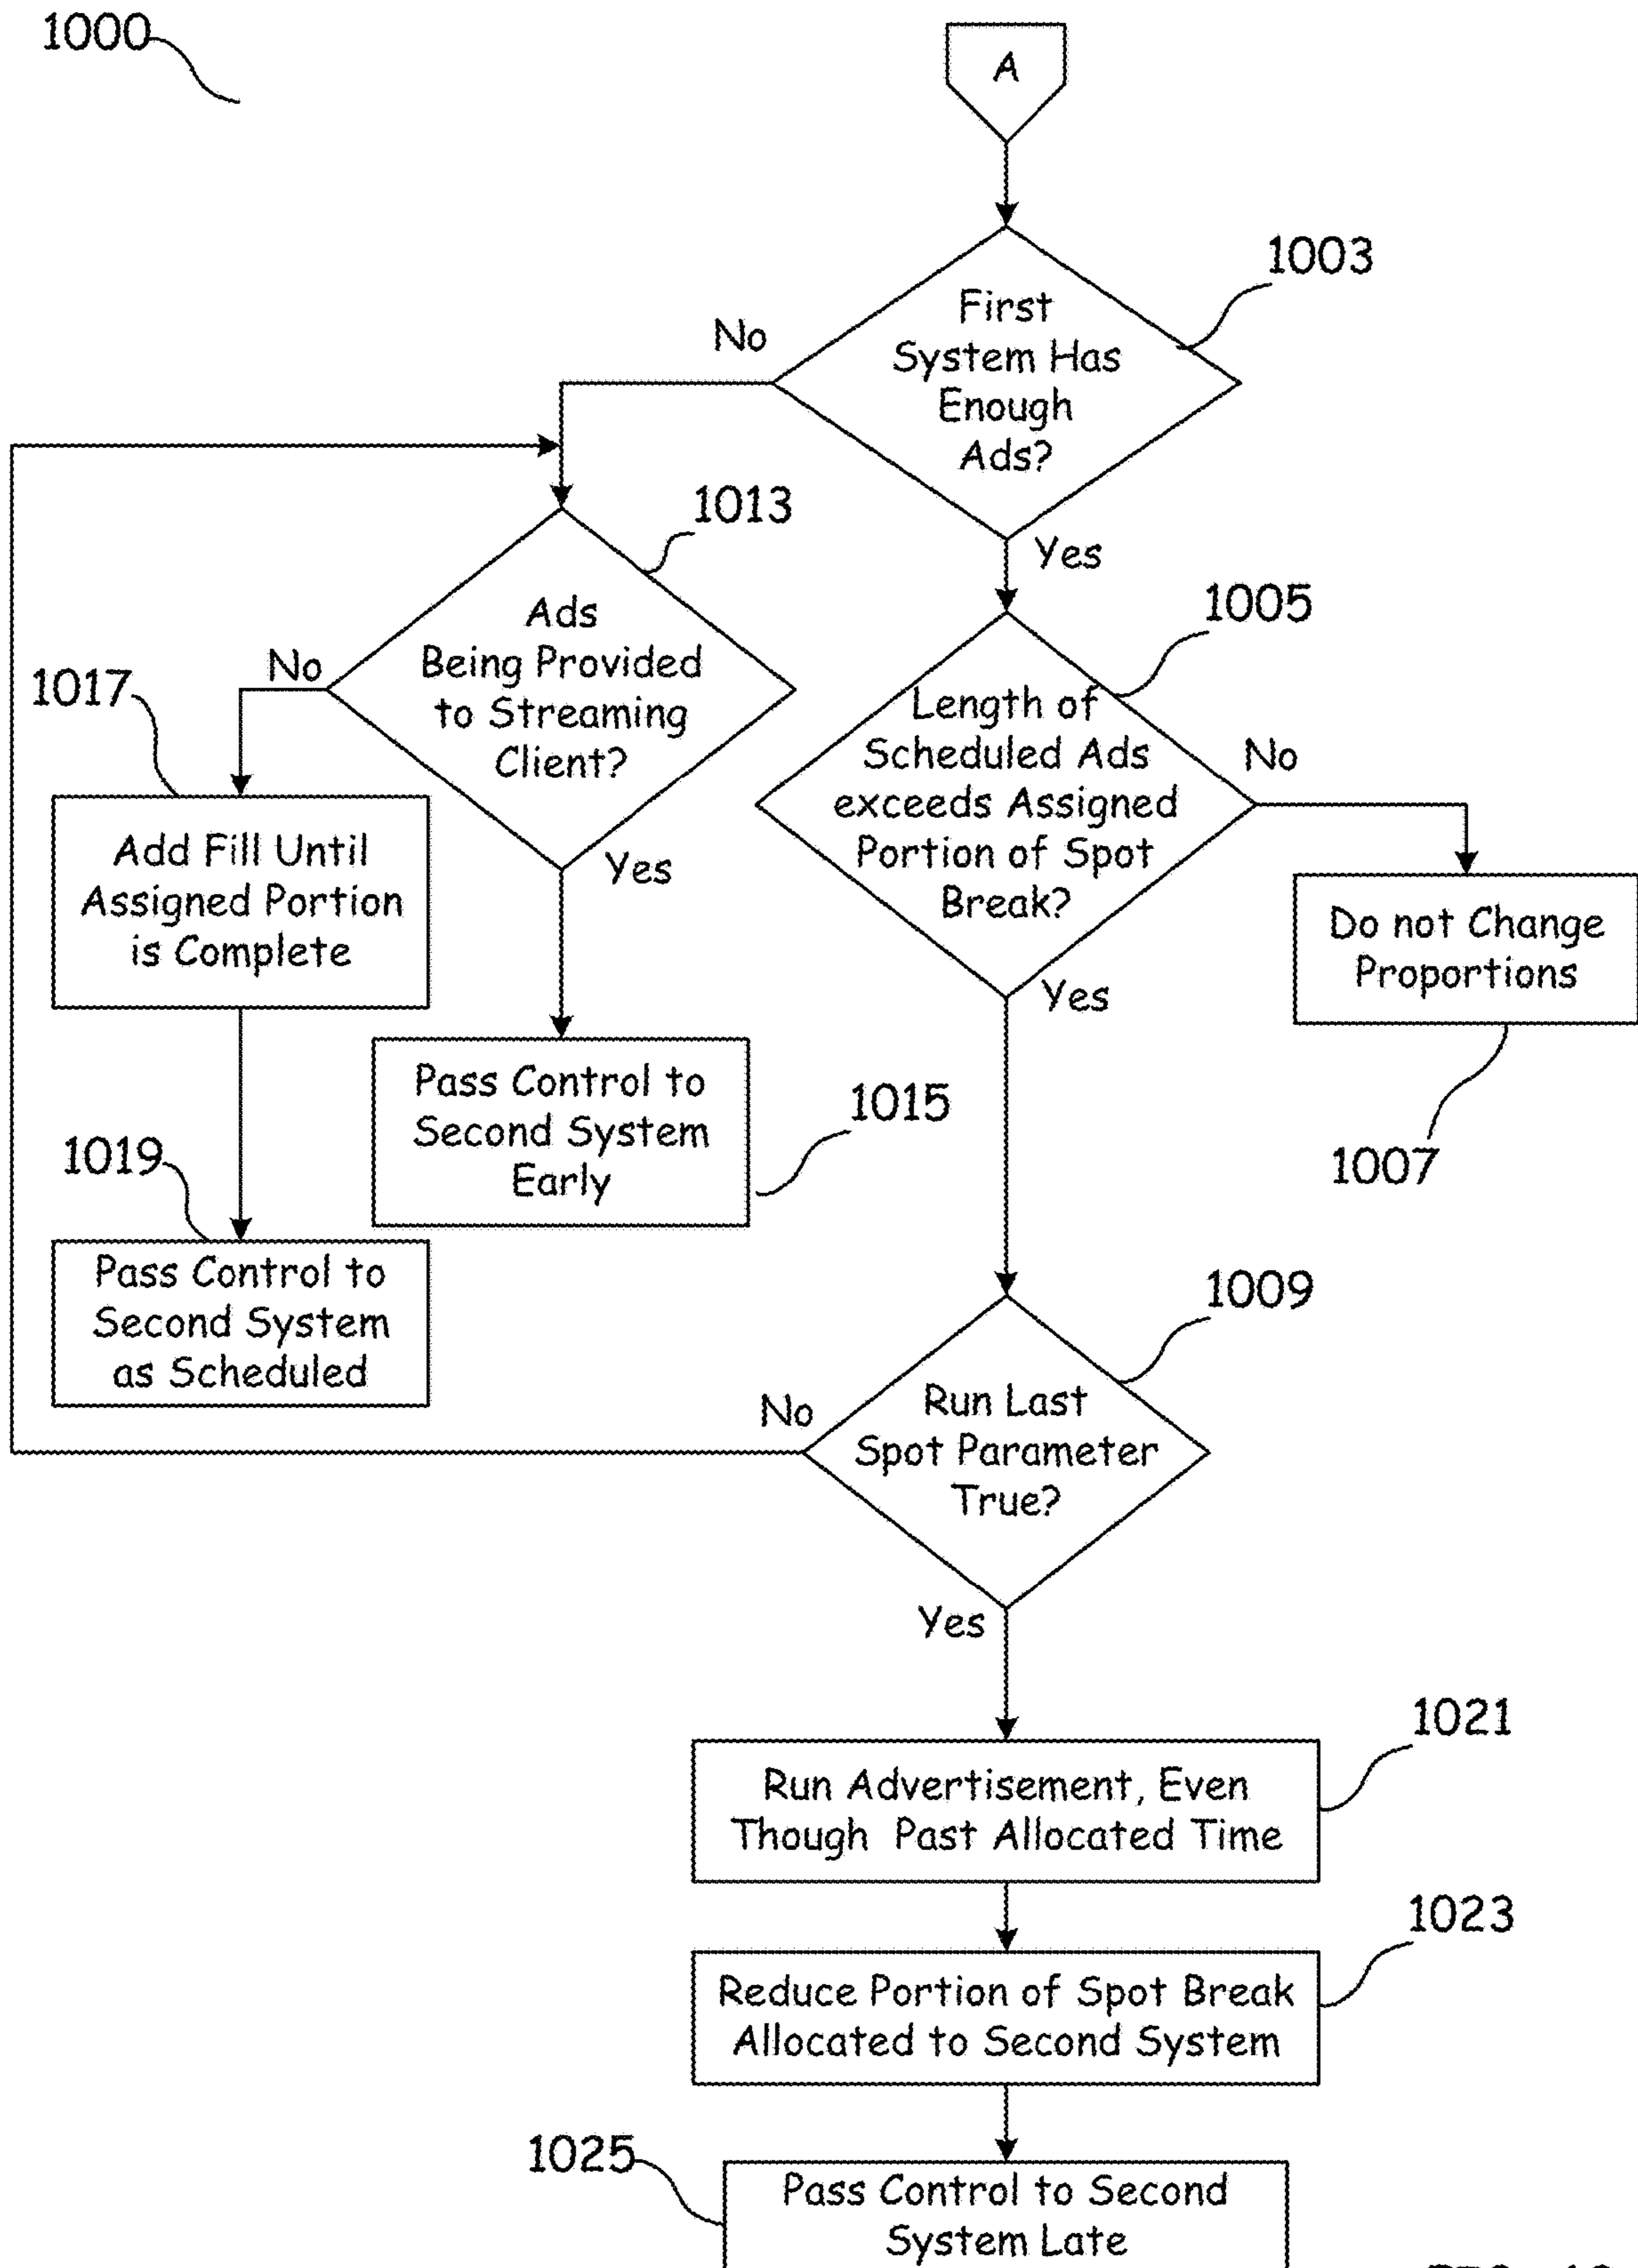 1000
A
1003
First
System Has
Enough
Ads?
No
Yes
1013
Ads
Being Provided
to Streaming
Client?
No
Yes
1005
Length of
Scheduled Ads
exceeds Assigned
Portion of Spot
Break?
No
Yes
1017
Add Fill Until
Assigned Portion
is Complete
Do not Change
Proportions
1007
Pass Control to
Second System
Early
1015
1019
Pass Control to
Second System
as Scheduled
1009
Run Last
Spot Parameter
True?
No
Yes
1021
Run Advertisement, Even
Though Past Allocated Time
1023
Reduce Portion of Spot Break
Allocated to Second System
1025
Pass Control to Second
System Late